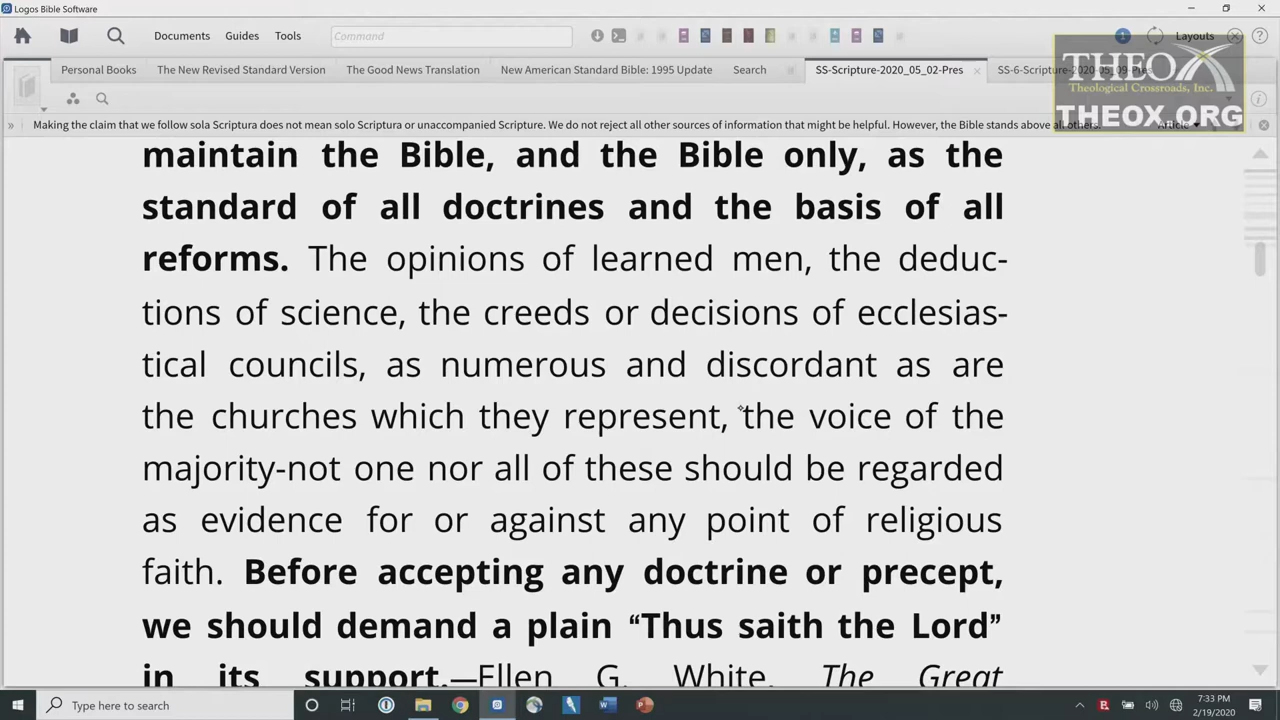 Logos Bible Software
Documents Guides Tools Command 1 Layouts
THEOX
Theological Crossroads, Inc.
THEOX.ORG
Personal Books The New Revised Standard Version Translation New American Standard Bible: 1995 Update Search SS-Scripture-2020_05_02-Pres SS-6-Scripture-2020-05_09-Pres
Making the claim that we follow sola Scriptura does not mean solo Scriptura or unaccompanied Scripture. We do not reject all other sources of information that might be helpful. However, the Bible stands above all others. Article
maintain the Bible, and the Bible only, as the
standard of all doctrines and the basis of all
reforms. The opinions of learned men, the deduc-
tions of science, the creeds or decisions of ecclesias-
tical councils, as numerous and discordant as are
the churches which they represent, the voice of the
majority-not one nor all of these should be regarded
as evidence for or against any point of religious
faith. Before accepting any doctrine or precept,
we should demand a plain “Thus saith the Lord”
in its support.—Ellen G. White, The Great
Type here to search
7:33 PM
2/19/2020